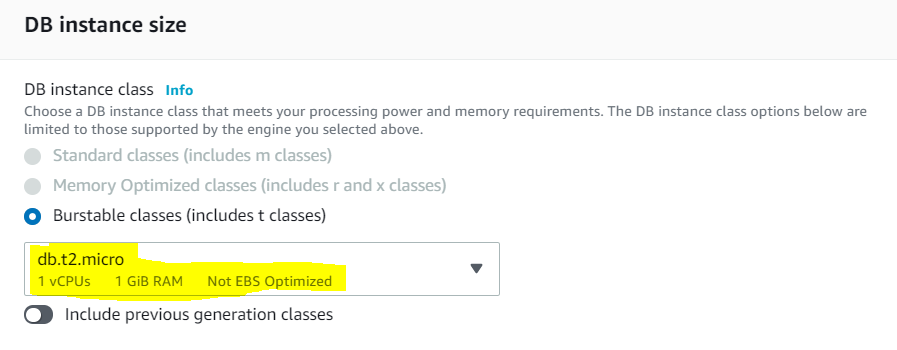 DB instance size
DB instance class Info
Choose a DB instance class that meets your processing power and memory requirements. The DB instance class options below are
limited to those supported by the engine you selected above.
Standard classes (includes m classes)
Memory Optimized classes (includes r and x classes)
Burstable classes (includes t classes)
db.t2.micro
1 vCPUs 1 GiB RAM Not EBS Optimized
Include previous generation classes